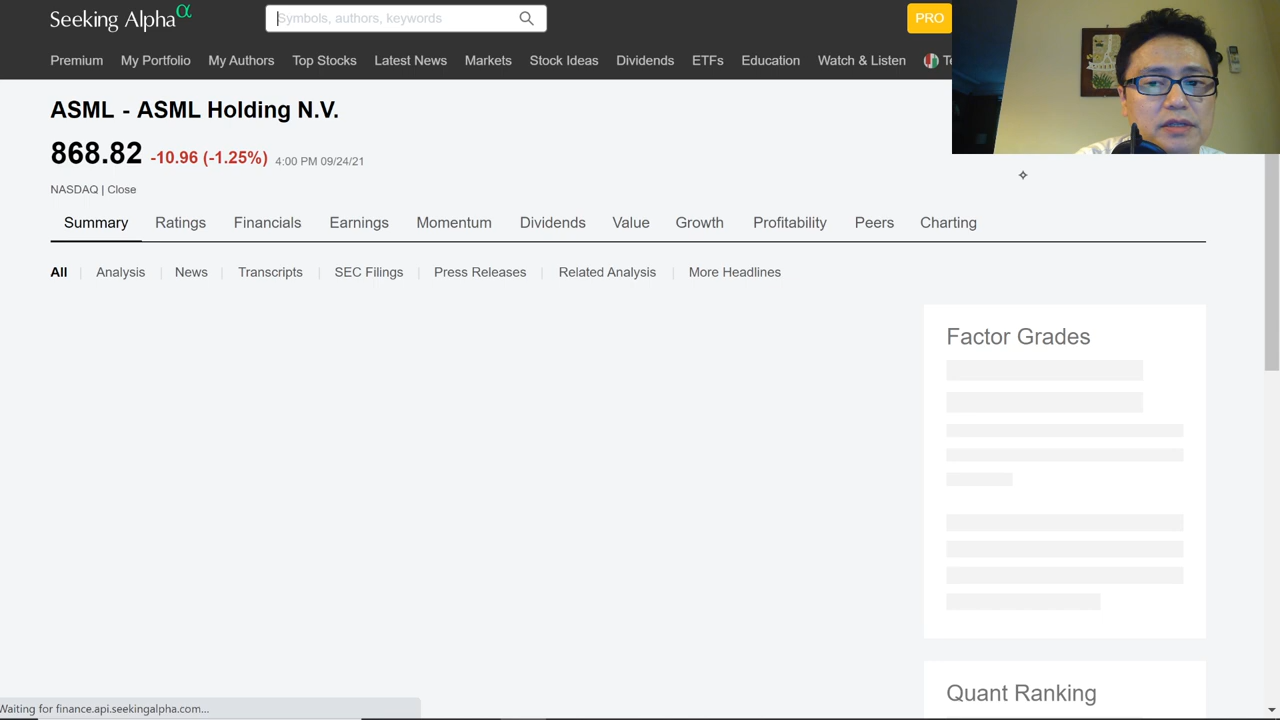 Seeking Alpha α
Symbols, authors, keywords
PRO
Premium My Portfolio My Authors Top Stocks Latest News Markets Stock Ideas Dividends ETFs Education Watch & Listen
ASML - ASML Holding N.V.
868.82 -10.96 (-1.25%) 4:00 PM 09/24/21
NASDAQ | Close
Summary Ratings Financials Earnings Momentum Dividends Value Growth Profitability Peers Charting
All | Analysis | News | Transcripts | SEC Filings | Press Releases | Related Analysis | More Headlines
Factor Grades
Quant Ranking
Waiting for finance.api.seekingalpha.com...